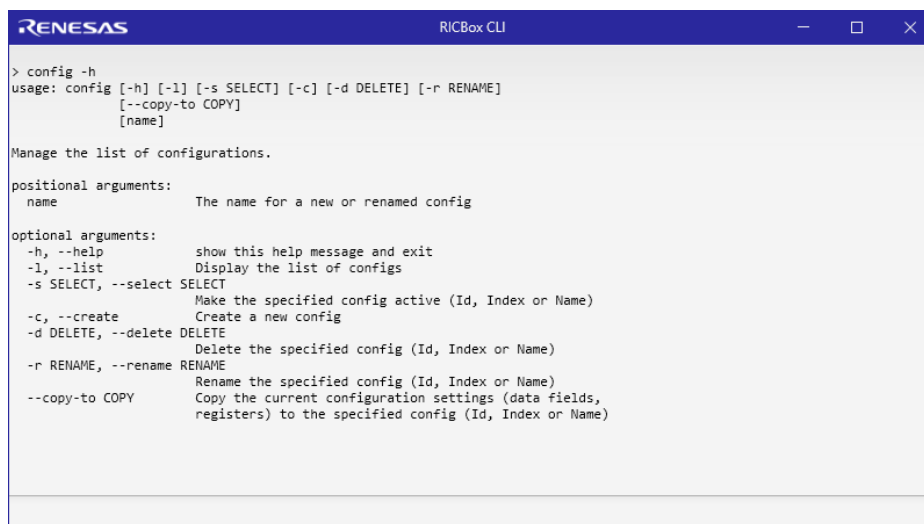 RENESAS
RICBox CLI
> config -h
usage: config [-h] [-l] [-s SELECT] [-c] [-d DELETE] [-r RENAME]
[--copy-to COPY]
[name]
Manage the list of configurations.
positional arguments:
name The name for a new or renamed config
optional arguments:
-h, --help show this help message and exit
-l, --list Display the list of configs
-s SELECT, --select SELECT
Make the specified config active (Id, Index or Name)
-c, --create Create a new config
-d DELETE, --delete DELETE
Delete the specified config (Id, Index or Name)
-r RENAME, --rename RENAME
Rename the specified config (Id, Index or Name)
--copy-to COPY Copy the current configuration settings (data fields,
registers) to the specified config (Id, Index or Name)